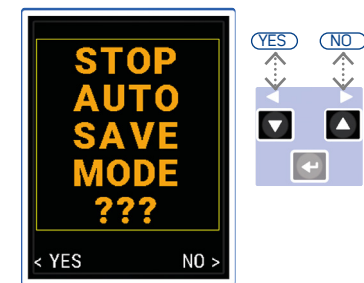 STOP
AUTO
SAVE
MODE
???
< YES NO >
YES NO